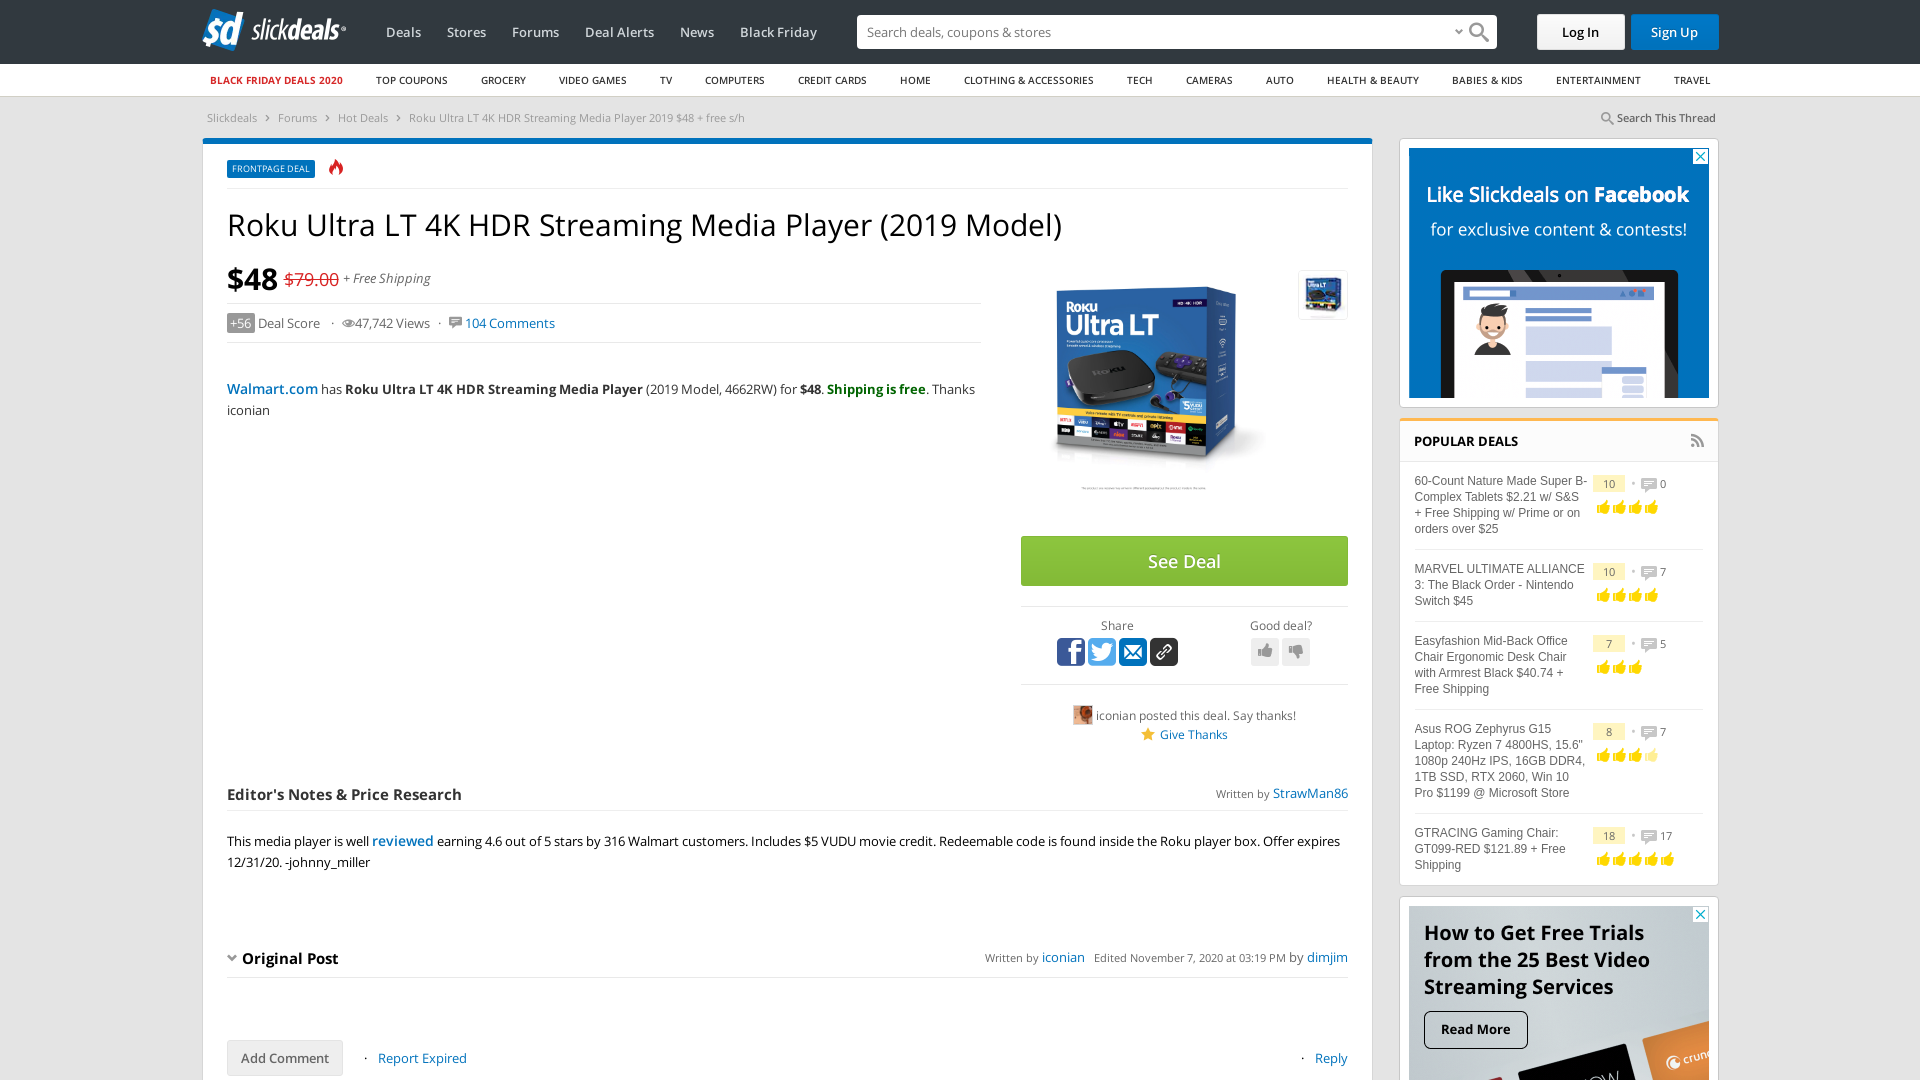 sd slickdeals
Deals
Stores
Forums
Deal Alerts
News
Black Friday
Search deals, coupons & stores
Log In
Sign Up
BLACK FRIDAY DEALS 2020
TOP COUPONS
GROCERY
VIDEO GAMES
TV
COMPUTERS
CREDIT CARDS
HOME
CLOTHING & ACCESSORIES
TECH
CAMERAS
AUTO
HEALTH & BEAUTY
BABIES & KIDS
ENTERTAINMENT
TRAVEL
Slickdeals › Forums › Hot Deals › Roku Ultra LT 4K HDR Streaming Media Player 2019 $48 + free s/h
Search This Thread
FRONTPAGE DEAL
Roku Ultra LT 4K HDR Streaming Media Player (2019 Model)
$48 $79.00 + Free Shipping
+56 Deal Score · 47,742 Views · 104 Comments
Walmart.com has Roku Ultra LT 4K HDR Streaming Media Player (2019 Model, 4662RW) for $48. Shipping is free. Thanks
iconian
Roku
Ultra LT
HD•4K•HDR
See Deal
Share
Good deal?
iconian posted this deal. Say thanks!
Give Thanks
Editor's Notes & Price Research
Written by StrawMan86
This media player is well reviewed earning 4.6 out of 5 stars by 316 Walmart customers. Includes $5 VUDU movie credit. Redeemable code is found inside the Roku player box. Offer expires
12/31/20. -johnny_miller
Original Post
Written by iconian Edited November 7, 2020 at 03:19 PM by dimjim
Add Comment
· Report Expired
· Reply
Like Slickdeals on Facebook
for exclusive content & contests!
POPULAR DEALS
60-Count Nature Made Super B-
Complex Tablets $2.21 w/ S&S
+ Free Shipping w/ Prime or on
orders over $25
10 • 0
MARVEL ULTIMATE ALLIANCE
3: The Black Order - Nintendo
Switch $45
10 • 7
Easyfashion Mid-Back Office
Chair Ergonomic Desk Chair
with Armrest Black $40.74 +
Free Shipping
7 • 5
Asus ROG Zephyrus G15
Laptop: Ryzen 7 4800HS, 15.6"
1080p 240Hz IPS, 16GB DDR4,
1TB SSD, RTX 2060, Win 10
Pro $1199 @ Microsoft Store
8 • 7
GTRACING Gaming Chair:
GT099-RED $121.89 + Free
Shipping
18 • 17
How to Get Free Trials
from the 25 Best Video
Streaming Services
Read More